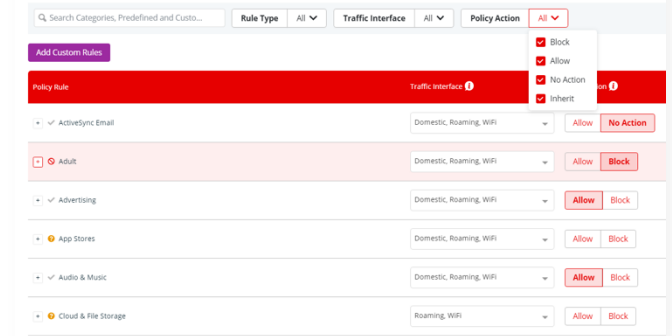 Search Categories, Predefined and Custo...
Rule Type All
Traffic Interface All
Policy Action All
Block
Allow
No Action
Inherit
Add Custom Rules
Policy Rule Traffic Interface
ActiveSync Email Domestic, Roaming, WiFi Allow No Action
Adult Domestic, Roaming, WiFi Allow Block
Advertising Domestic, Roaming, WiFi Allow Block
App Stores Domestic, Roaming, WiFi Allow Block
Audio & Music Domestic, Roaming, WiFi Allow Block
Cloud & File Storage Roaming, WiFi Allow Block